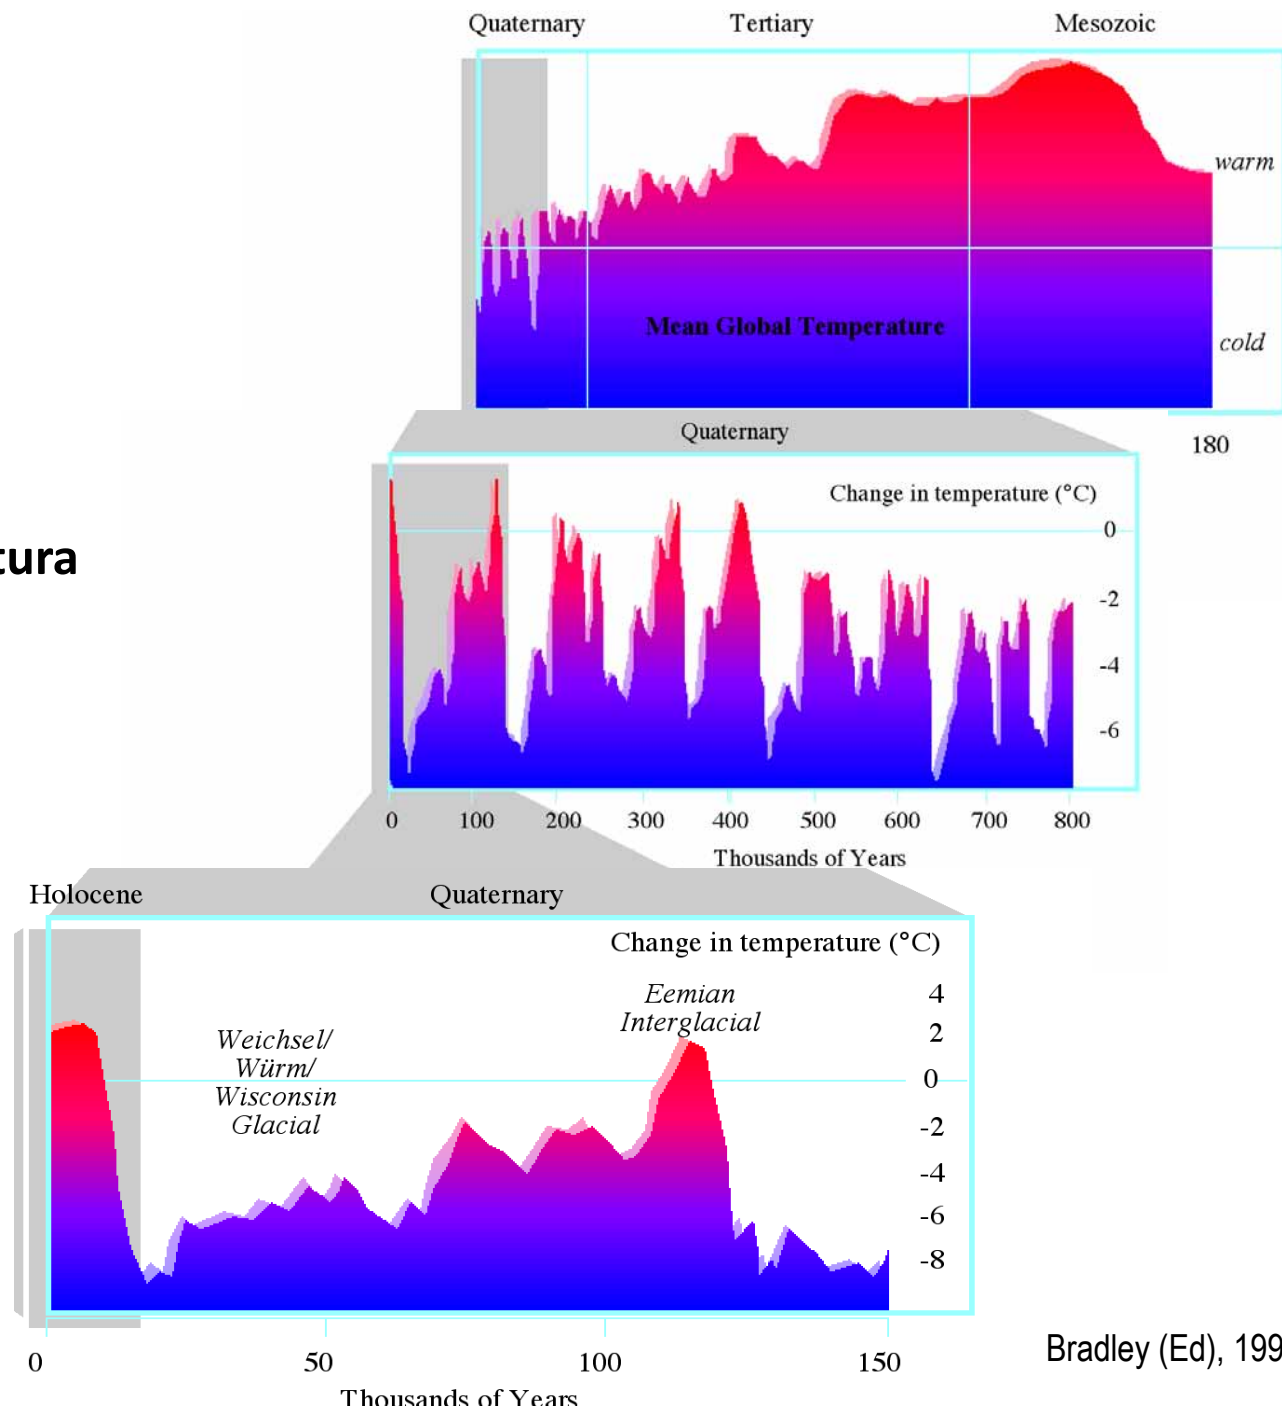 Quaternary Tertiary Mesozoic
warm
Mean Global Temperature
cold
180
Quaternary
Change in temperature (°C)
0
-2
-4
-6
0 100 200 300 400 500 600 700 800
Thousands of Years
tura
Holocene Quaternary
Change in temperature (°C)
Eemian
Interglacial
Weichsel/
Würm/
Wisconsin
Glacial
4
2
0
-2
-4
-6
-8
0 50 100 150
Thousands of Years
Bradley (Ed), 199